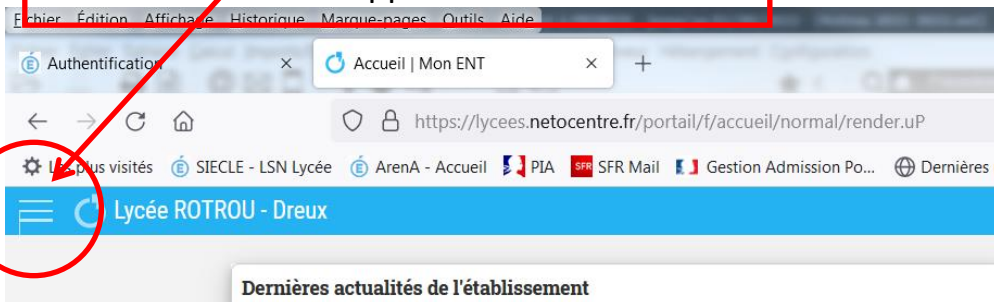 Fichier Édition Affichage Historique Marque-pages Outils Aide
Authentification × Accueil | Mon ENT × +
https://lycees.netocentre.fr/portail/f/accueil/normal/render.uP
Les plus visités SIECLE - LSN Lycée ArenA - Accueil PIA SFR SFR Mail Gestion Admission Po... Dernières
Lycée ROTROU - Dreux
Dernières actualités de l'établissement